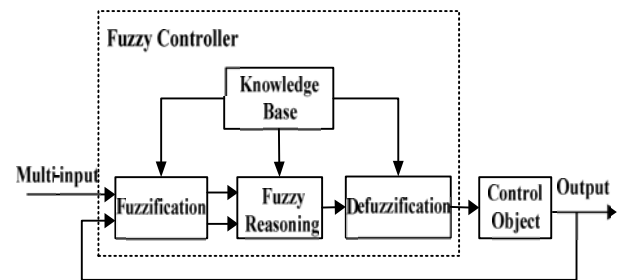 Fuzzy Controller
Knowledge
Base
Multi-input
Fuzzification
Fuzzy
Reasoning
Defuzzification
Control
Object
Output